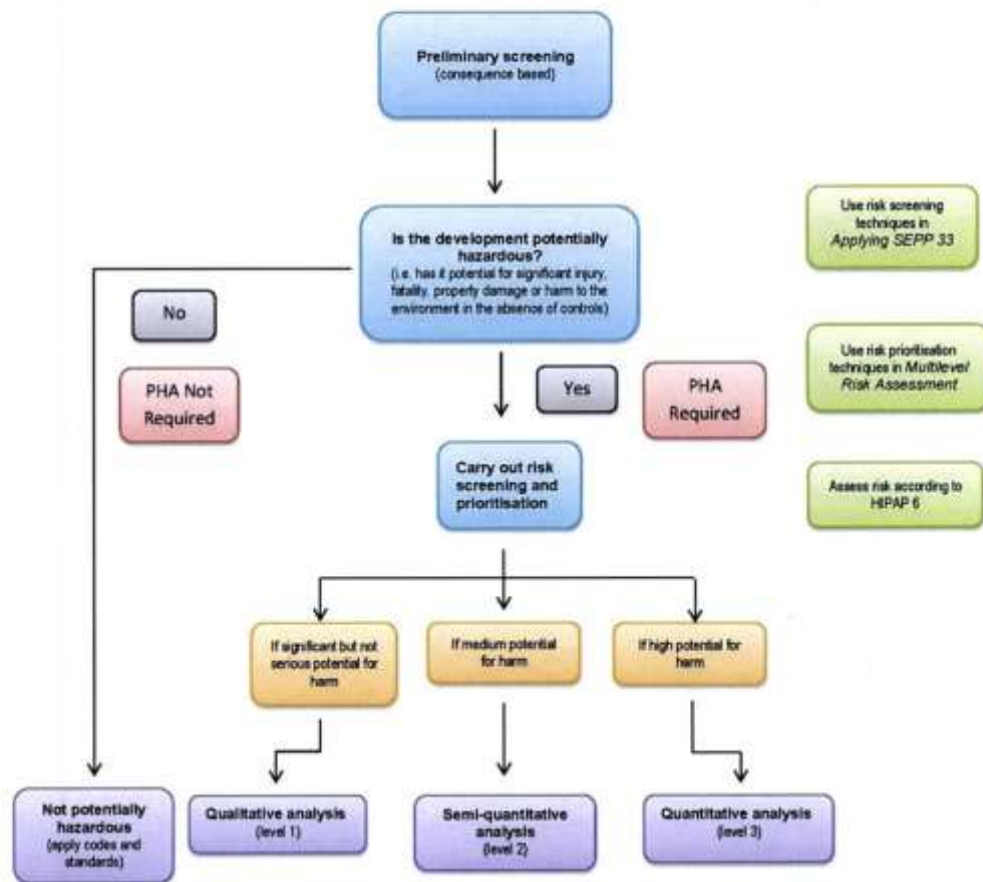 Preliminary screening
(consequence based)
Is the development potentially
hazardous?
(i.e. has it potential for significant injury,
fatality, property damage or harm to the
environment in the absence of controls)
Use risk screening
techniques in
Applying SEPP 33
No
PHA Not
Required
Yes
PHA
Required
Use risk prioritisation
techniques in Multilevel
Risk Assessment
Carry out risk
screening and
prioritisation
Assess risk according to
HIPAP 6
If significant but not
serious potential for
harm
If medium potential
for harm
If high potential for
harm
Not potentially
hazardous
(apply codes and
standards)
Qualitative analysis
(level 1)
Semi-quantitative
analysis
(level 2)
Quantitative analysis
(level 3)